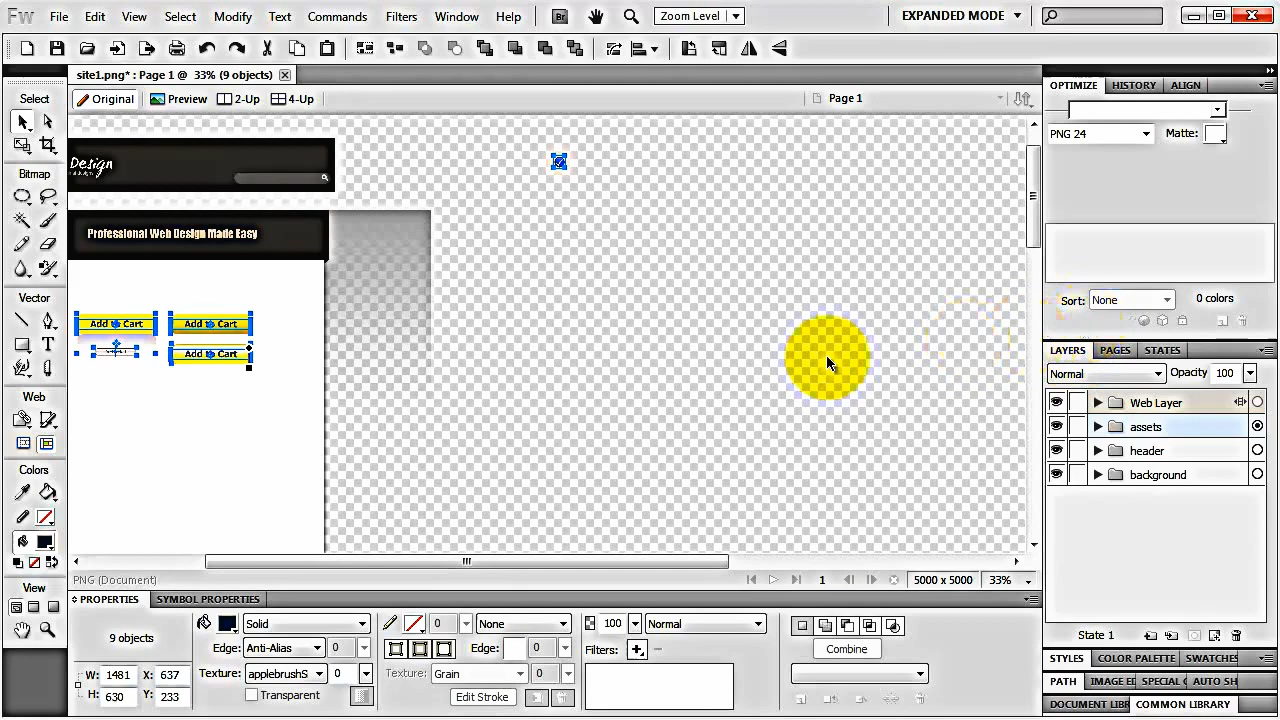 Fw File Edit View Select Modify Text Commands Filters Window Help Br Zoom Level EXPANDED MODE
site1.png* : Page 1 @ 33% (9 objects)
Original Preview 2-Up 4-Up Page 1
Select
Bitmap
Vector
Web
Colors
View
Design
Professional Web Design Made Easy
Add to Cart Add to Cart
Add to Cart
PNG (Document) 1 5000 x 5000 33%
OPTIMIZE HISTORY ALIGN
PNG 24 Matte:
Sort: None 0 colors
LAYERS PAGES STATES
Normal Opacity 100
Web Layer
assets
header
background
State 1
STYLES COLOR PALETTE SWATCHES
PATH IMAGE ED SPECIAL C AUTO SH
DOCUMENT LIBR COMMON LIBRARY
PROPERTIES SYMBOL PROPERTIES
9 objects
W: 1481 X: 637
H: 630 Y: 233
Solid
Edge: Anti-Alias 0
Texture: applebrushS 0
Transparent
0 None
Edge: 0
Texture: Grain 0
Edit Stroke
100 Normal
Filters:
Combine